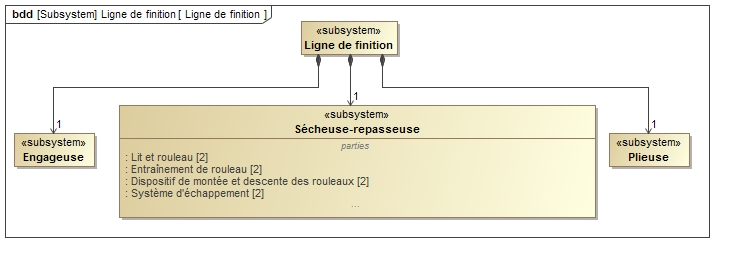 bdd [Subsystem] Ligne de finition [ Ligne de finition ]
«subsystem»
Ligne de finition
1
1
1
«subsystem»
Engageuse
«subsystem»
Sécheuse-repasseuse
parties
: Lit et rouleau [2]
: Entraînement de rouleau [2]
: Dispositif de montée et descente des rouleaux [2]
: Système d'échappement [2]
...
«subsystem»
Plieuse